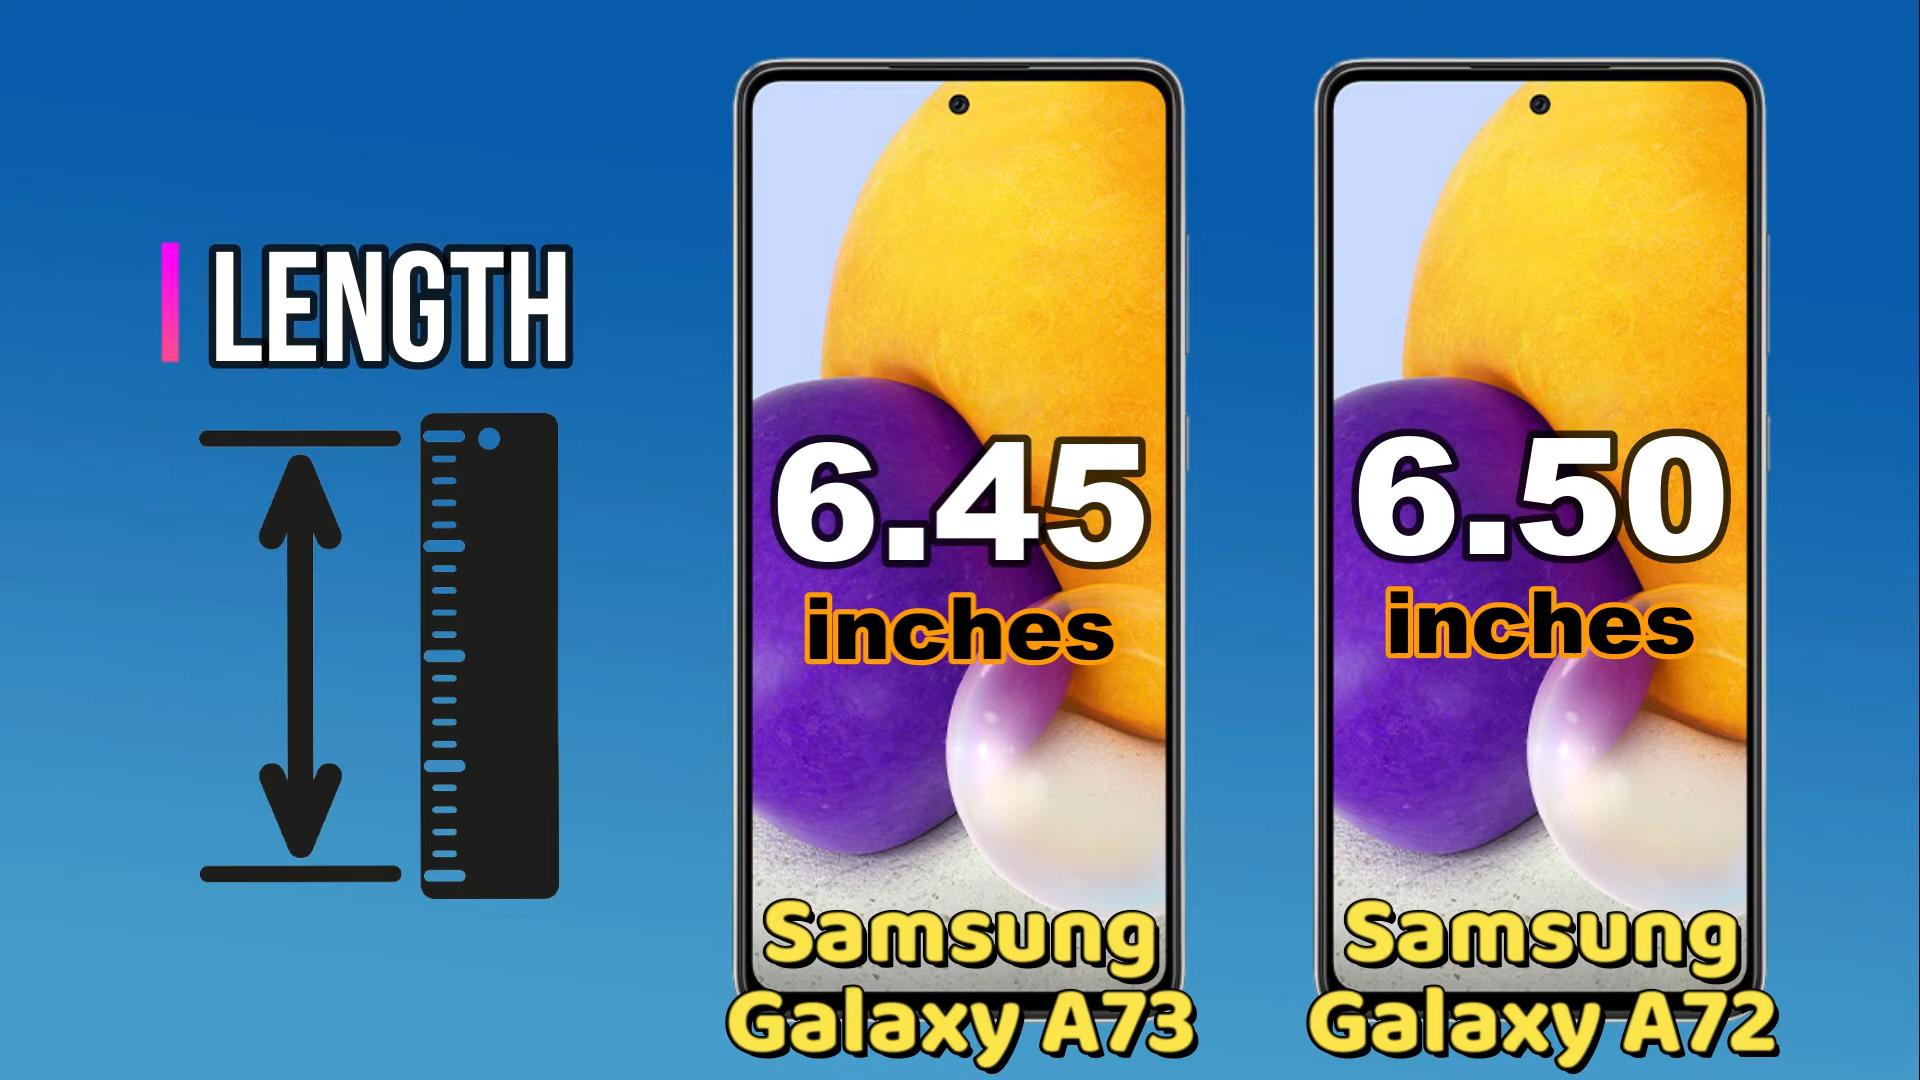 LENGTH
6.45
inches
Samsung
Galaxy A73
6.50
inches
Samsung
Galaxy A72